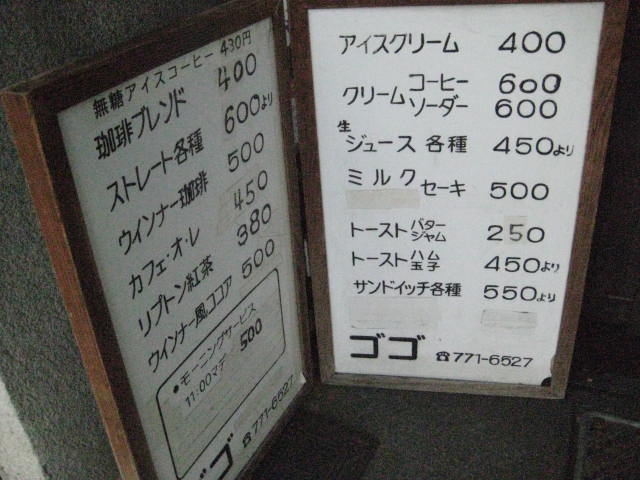 無糖アイスコーヒー 430円
珈琲ブレンド 400
ストレート各種 600より
ウインナー珈琲 500
カフェ・オ・レ 450
リプトン紅茶 380
ウインナー風ココア 500
●モーニングサービス
11:00マデ 500
ゴゴ ☎771-6527
アイスクリーム 400
クリームコーヒー 600
ソーダー 600
生ジュース 各種 450より
ミルクセーキ 500
トースト バター ジャム 250
トースト ハム 玉子 450より
サンドイッチ各種 550より
ゴゴ ☎771-6527